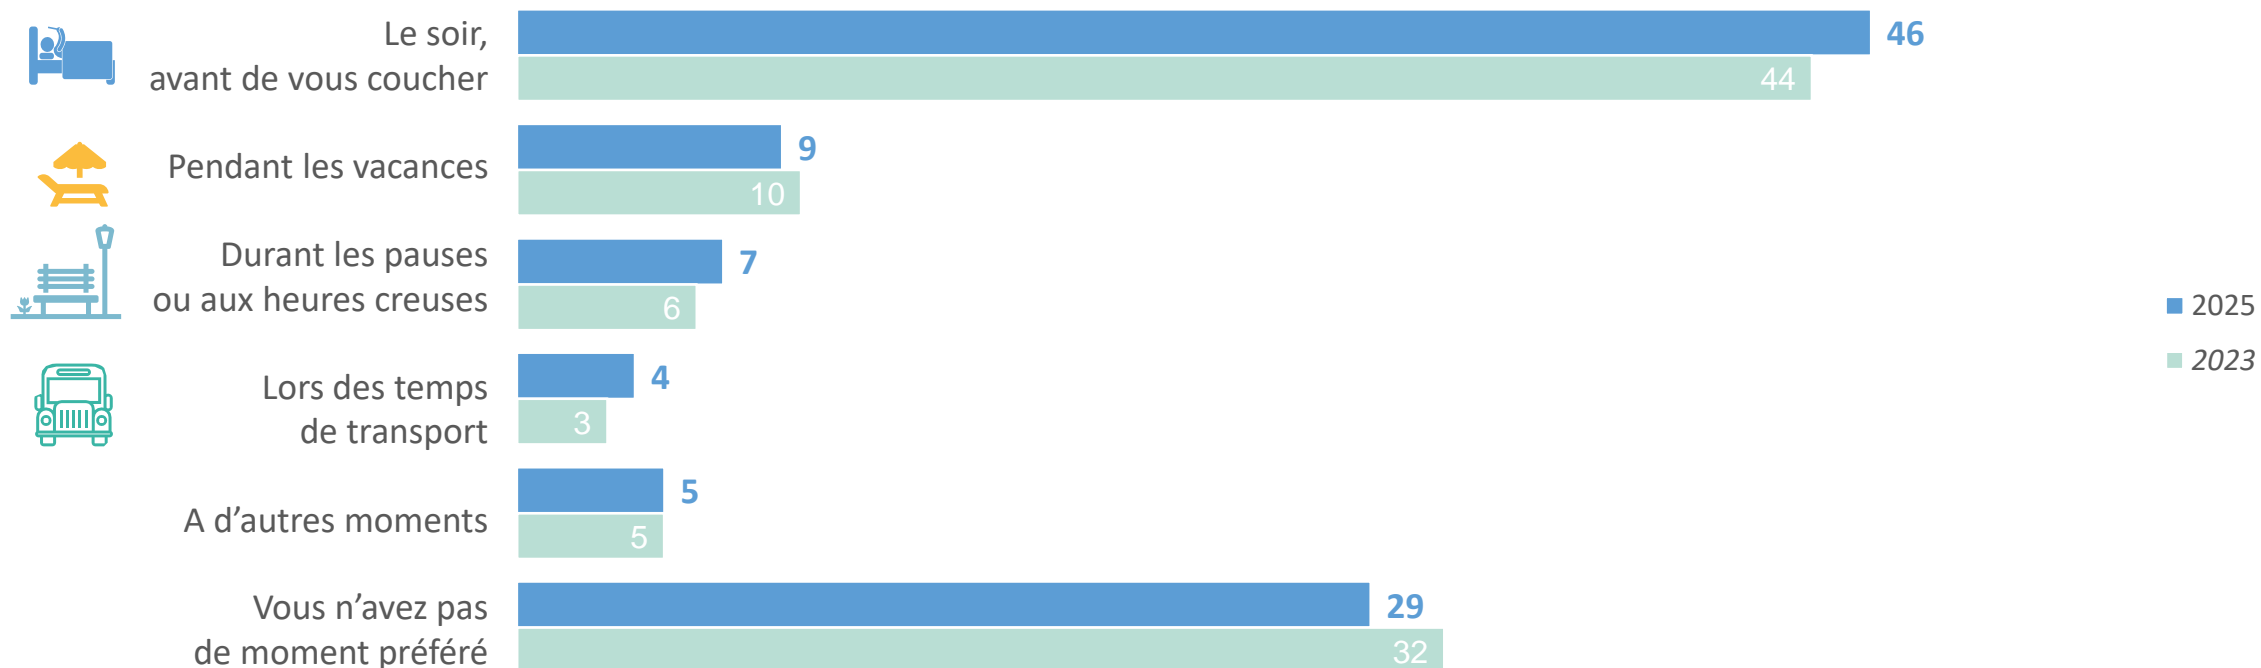 Le soir,
avant de vous coucher
46
44
Pendant les vacances
9
10
Durant les pauses
ou aux heures creuses
7
6
Lors des temps
de transport
4
3
A d’autres moments
5
5
Vous n’avez pas
de moment préféré
29
32
2025
2023